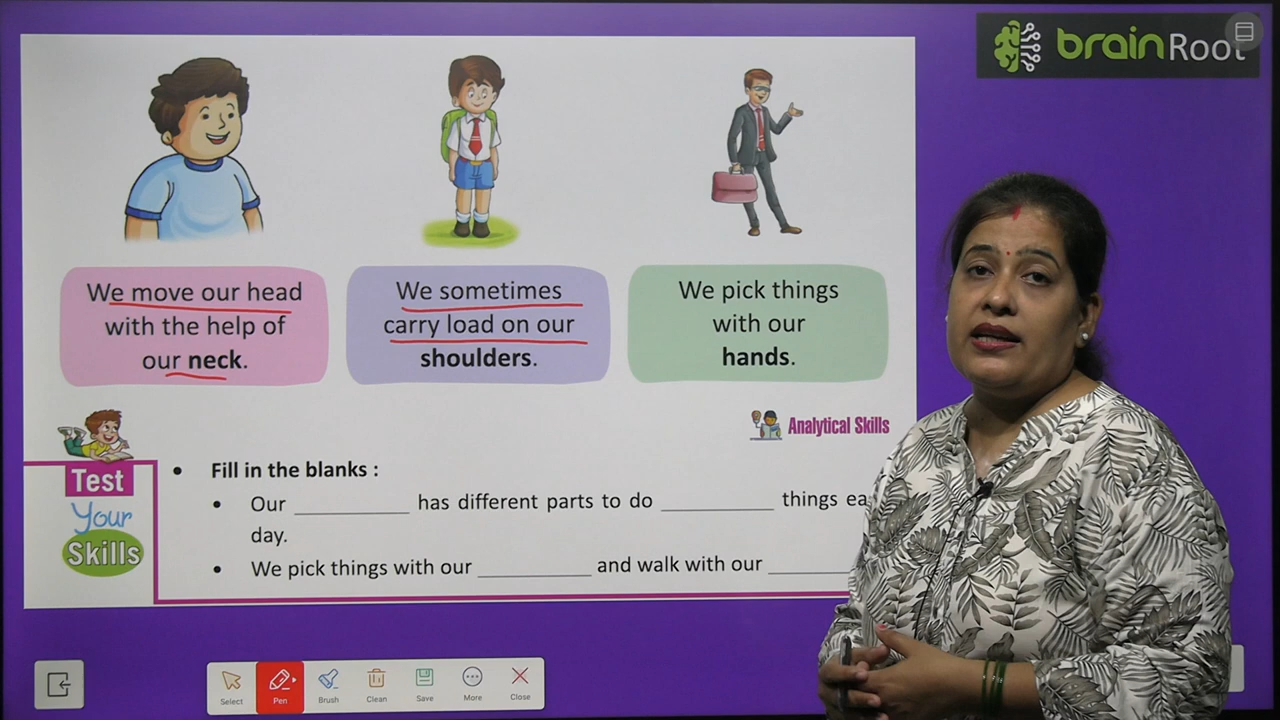 brainRoot
We move our head
with the help of
our neck.
We sometimes
carry load on our
shoulders.
We pick things
with our
hands.
Analytical Skills
Test
Your
Skills
• Fill in the blanks :
• Our __________ has different parts to do __________ things ea
day.
• We pick things with our __________ and walk with our _______
Select
Pen
Brush
Clean
Save
More
Close